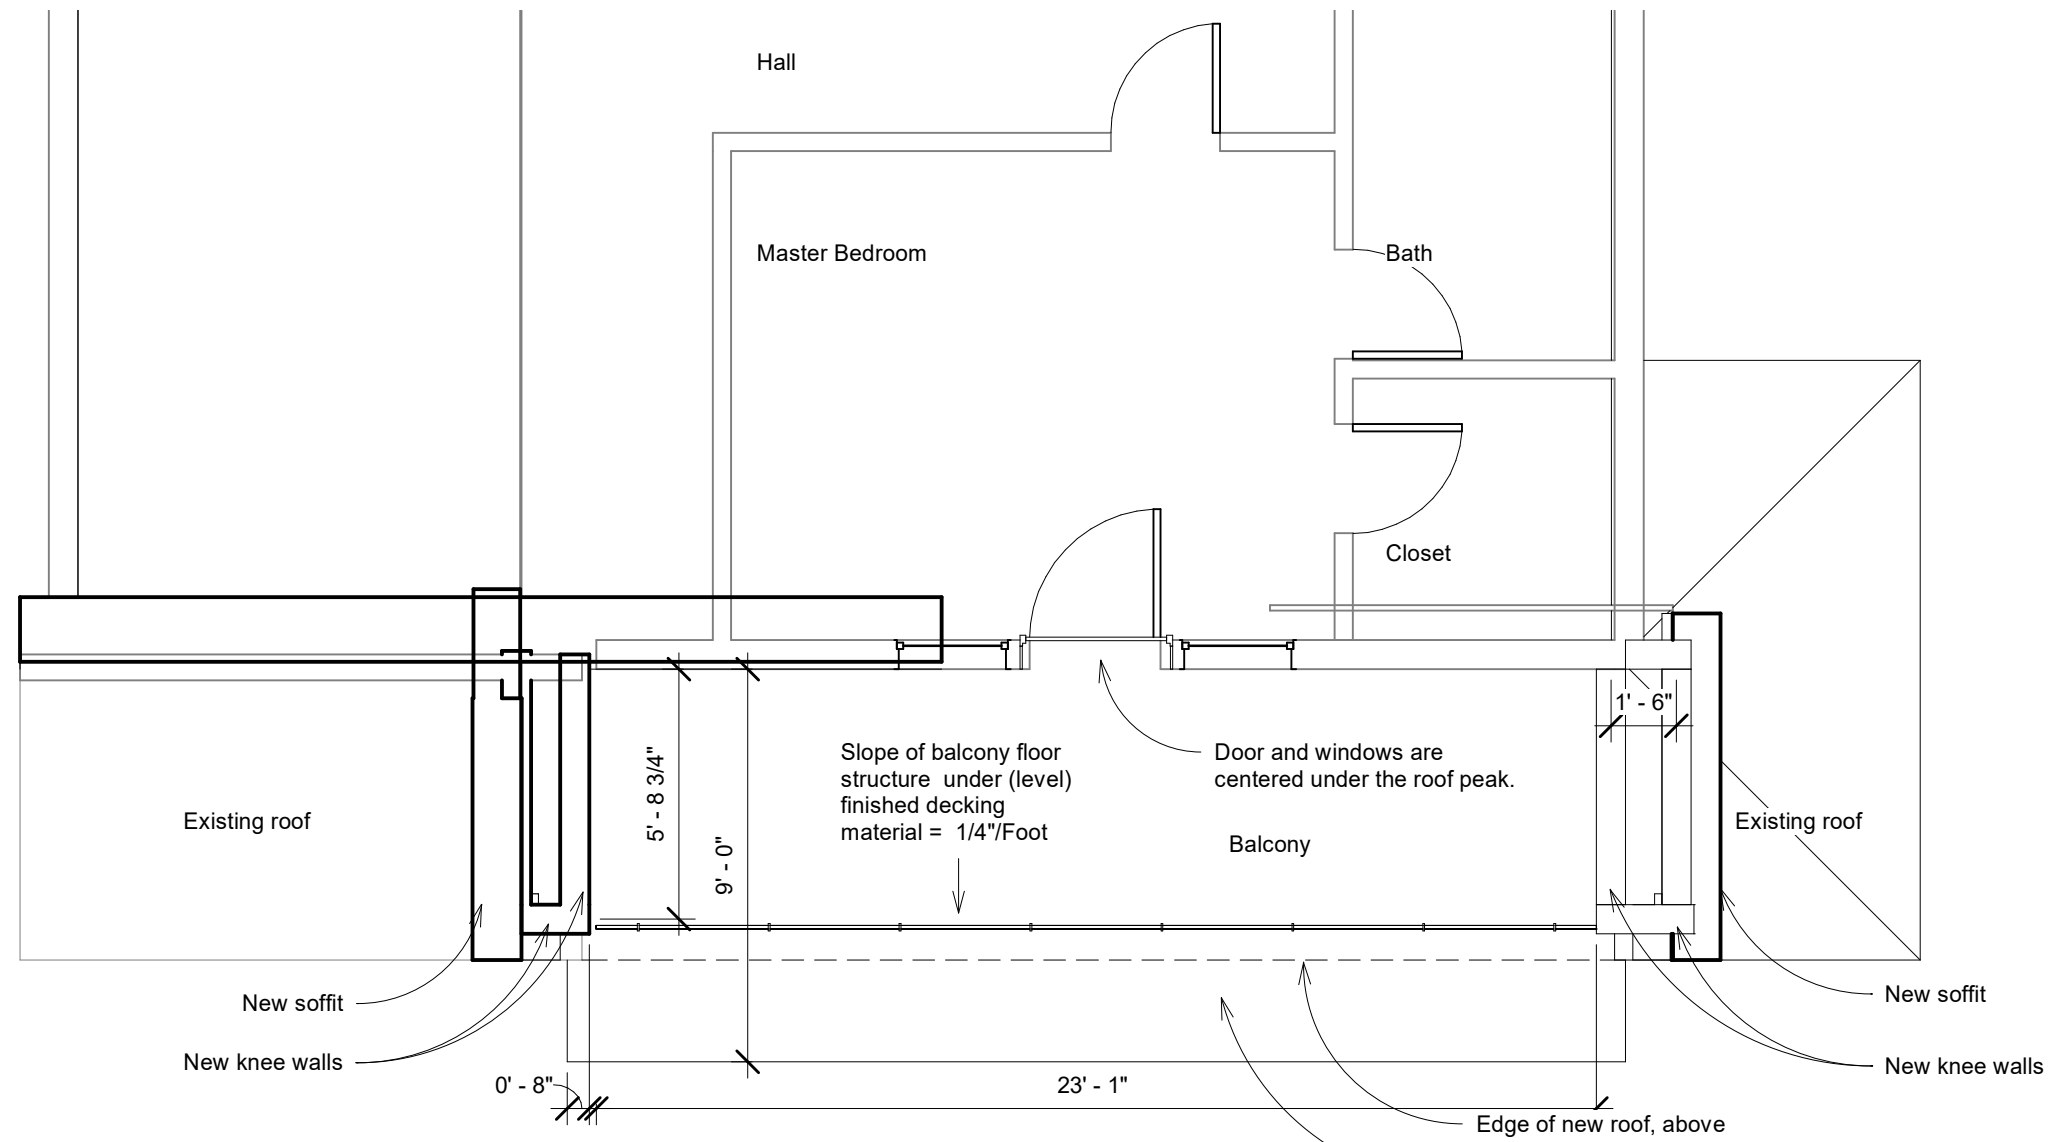 Hall
Master Bedroom
Bath
Closet
1' - 6"
Slope of balcony floor
structure under (level)
finished decking
material = 1/4"/Foot
Door and windows are
centered under the roof peak.
5' - 8 3/4"
9' - 0"
Existing roof
Balcony
Existing roof
New soffit
New soffit
New knee walls
New knee walls
0' - 8"
23' - 1"
Edge of new roof, above